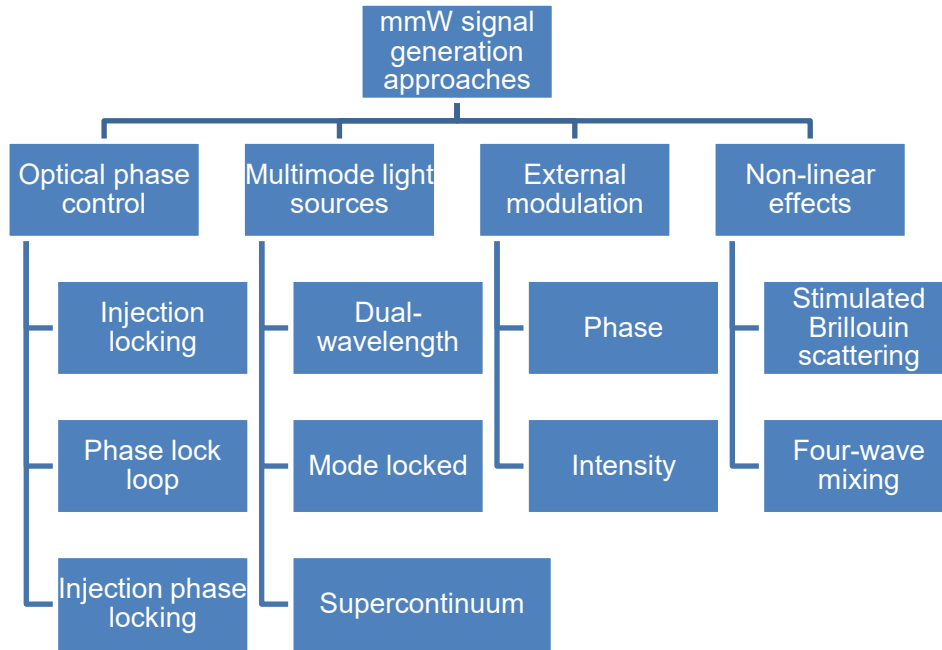 mmW signal
generation
approaches
Optical phase
control
Multimode light
sources
External
modulation
Non-linear
effects
Injection
locking
Dual-
wavelength
Phase
Stimulated
Brillouin
scattering
Phase lock
loop
Mode locked
Intensity
Four-wave
mixing
Injection phase
locking
Supercontinuum